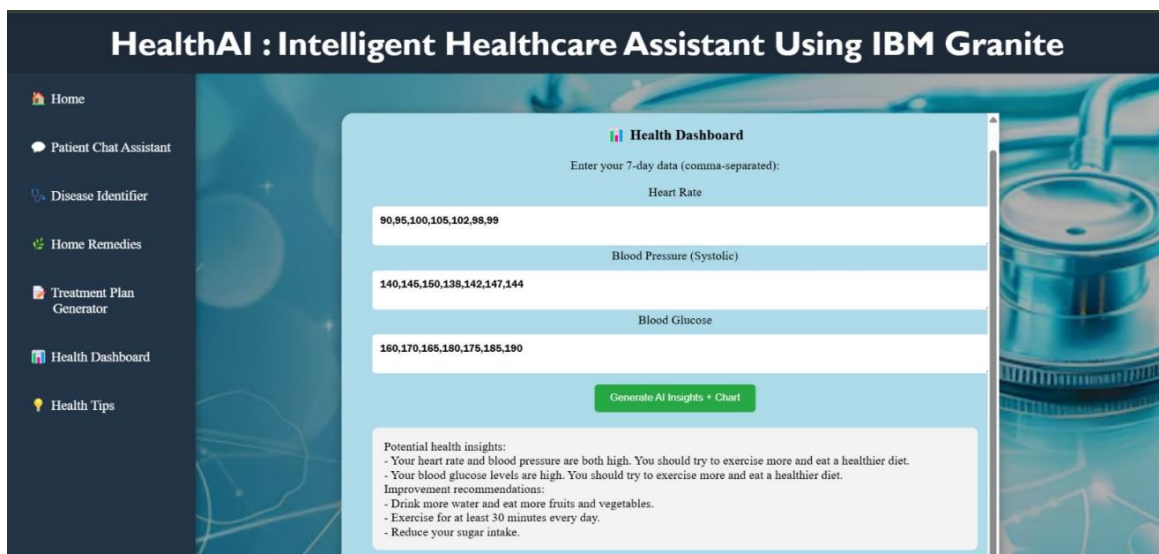 HealthAI : Intelligent Healthcare Assistant Using IBM Granite
Home
Patient Chat Assistant
Disease Identifier
Home Remedies
Treatment Plan
Generator
Health Dashboard
Health Tips
Health Dashboard
Enter your 7-day data (comma-separated):
Heart Rate
90,95,100,105,102,98,99
Blood Pressure (Systolic)
140,145,150,138,142,147,144
Blood Glucose
160,170,165,180,175,185,190
Generate AI Insights + Chart
Potential health insights:
- Your heart rate and blood pressure are both high. You should try to exercise more and eat a healthier diet.
- Your blood glucose levels are high. You should try to exercise more and eat a healthier diet.
Improvement recommendations:
- Drink more water and eat more fruits and vegetables.
- Exercise for at least 30 minutes every day.
- Reduce your sugar intake.